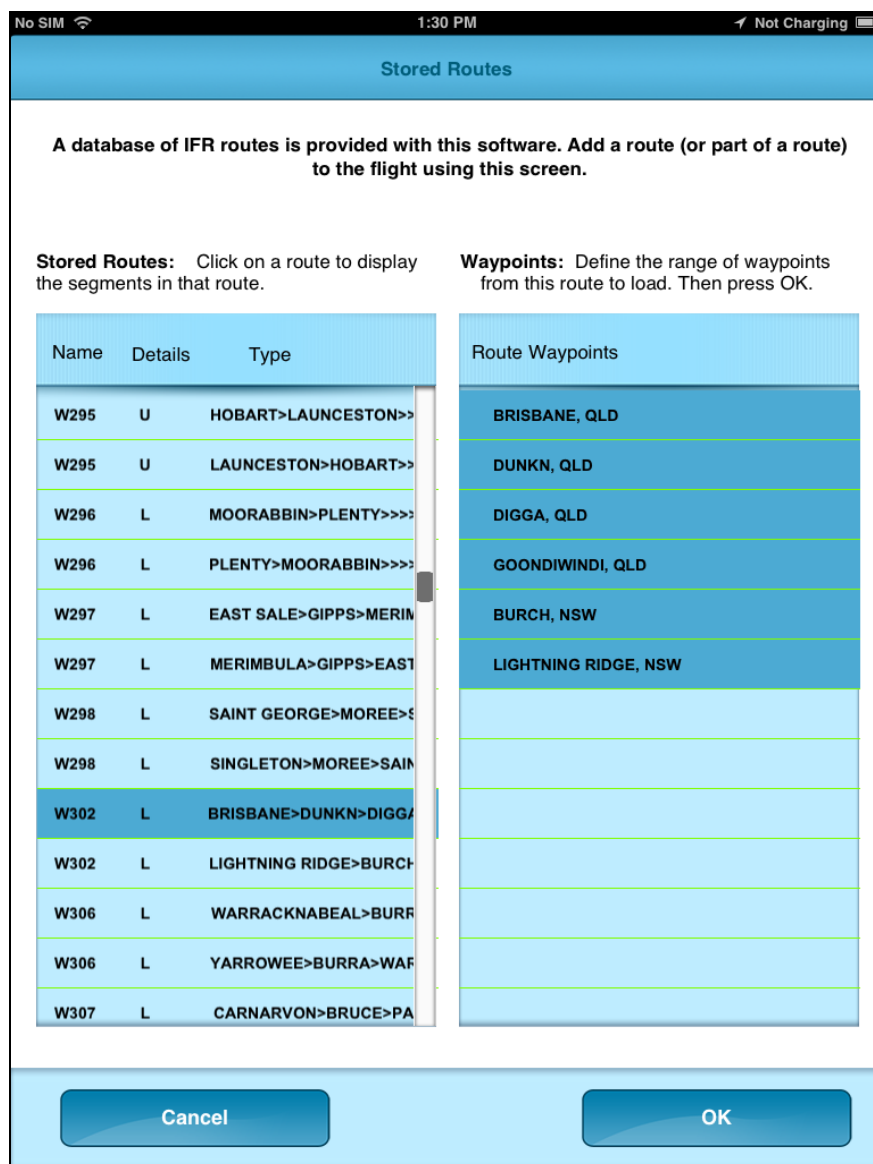 No SIM 1:30 PM Not Charging
Stored Routes
A database of IFR routes is provided with this software. Add a route (or part of a route)
to the flight using this screen.
Stored Routes: Click on a route to display
the segments in that route.
Waypoints: Define the range of waypoints
from this route to load. Then press OK.
Name Details Type
W295 U HOBART>LAUNCESTON>>
W295 U LAUNCESTON>HOBART>>
W296 L MOORABBIN>PLENTY>>>>
W296 L PLENTY>MOORABBIN>>>>
W297 L EAST SALE>GIPPS>MERIM
W297 L MERIMBULA>GIPPS>EAST
W298 L SAINT GEORGE>MOREE>S
W298 L SINGLETON>MOREE>SAIN
W302 L BRISBANE>DUNKN>DIGGA
W302 L LIGHTNING RIDGE>BURCH
W306 L WARRACKNABEAL>BURR
W306 L YARROWEE>BURRA>WAR
W307 L CARNARVON>BRUCE>PA
Route Waypoints
BRISBANE, QLD
DUNKN, QLD
DIGGA, QLD
GOONDIWINDI, QLD
BURCH, NSW
LIGHTNING RIDGE, NSW
Cancel
OK